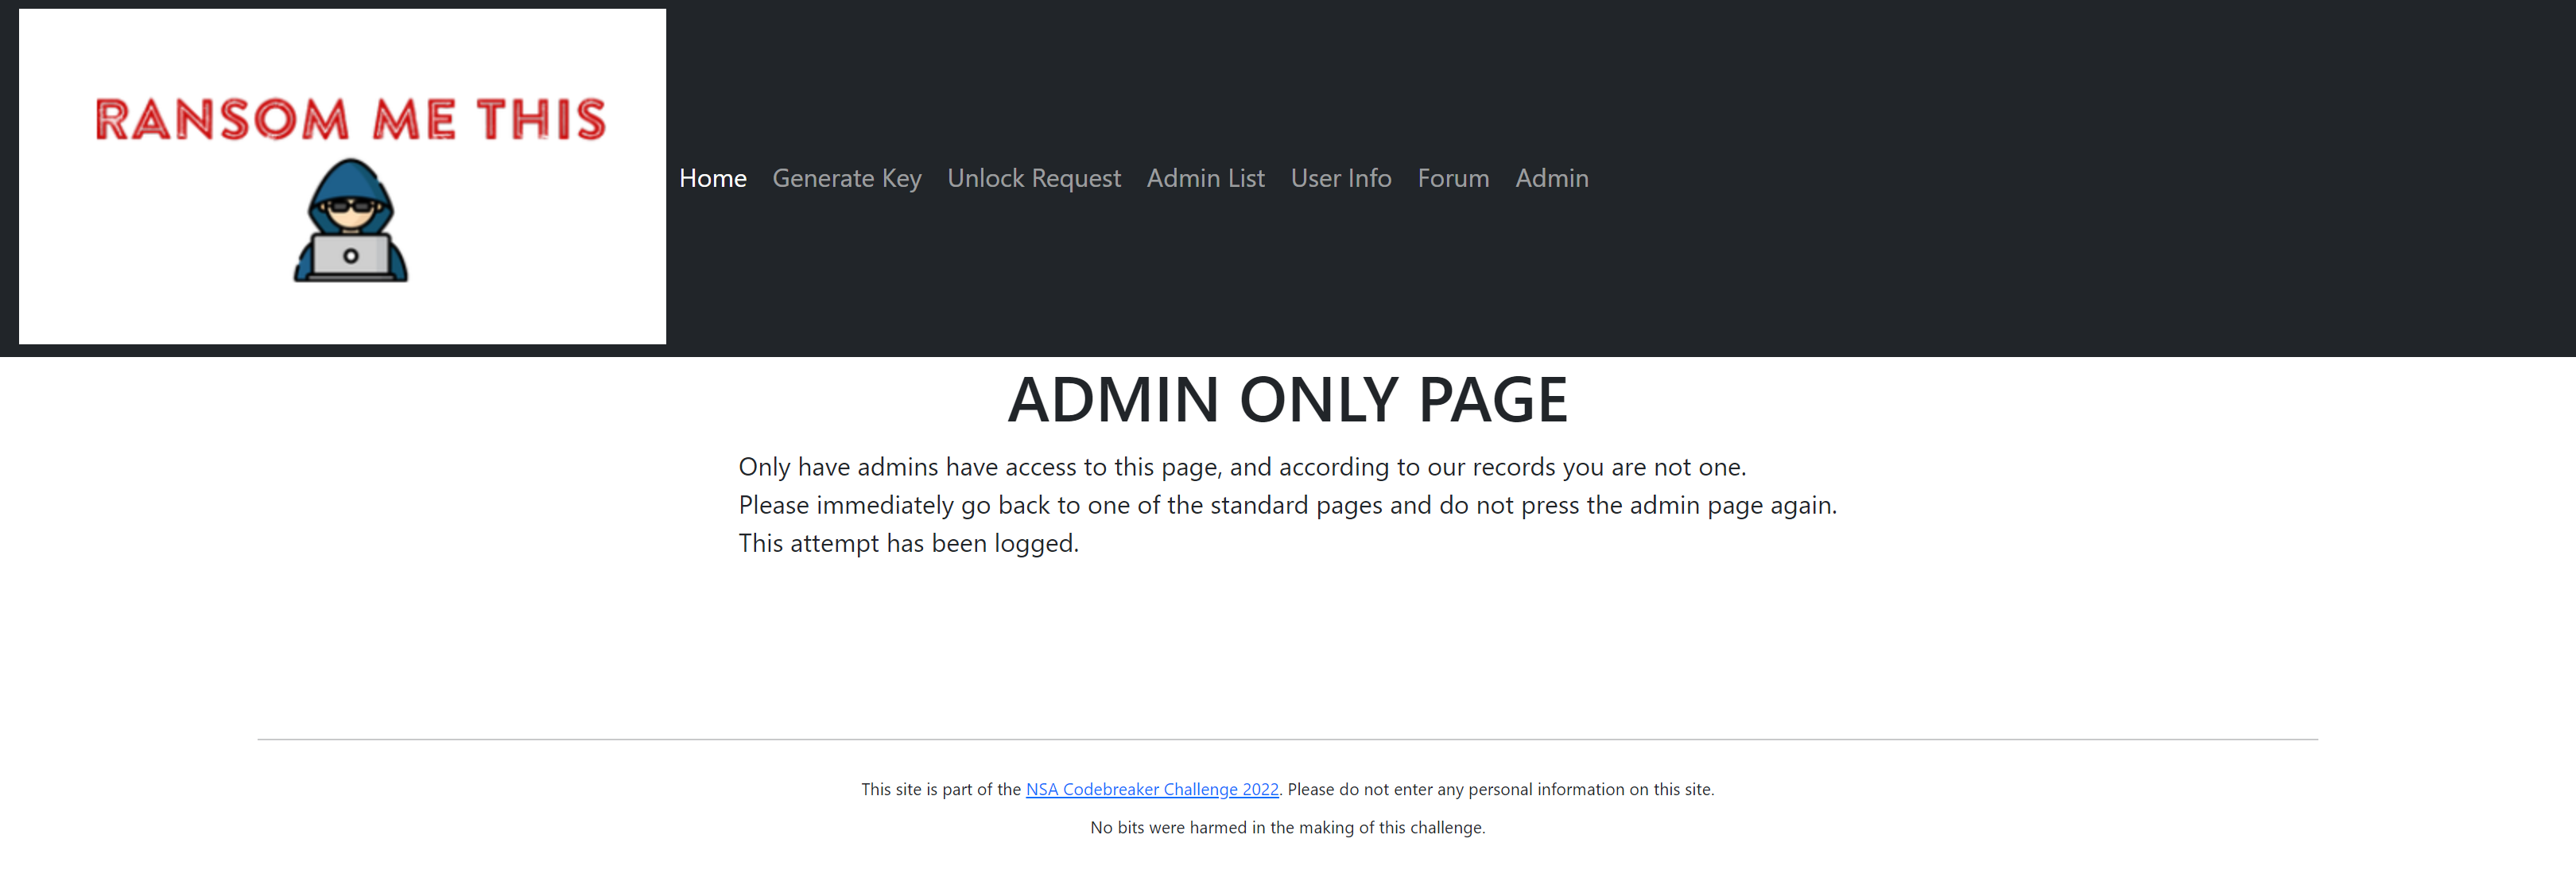 RANSOM ME THIS
Home Generate Key Unlock Request Admin List User Info Forum Admin
ADMIN ONLY PAGE
Only have admins have access to this page, and according to our records you are not one.
Please immediately go back to one of the standard pages and do not press the admin page again.
This attempt has been logged.
This site is part of the NSA Codebreaker Challenge 2022. Please do not enter any personal information on this site.
No bits were harmed in the making of this challenge.